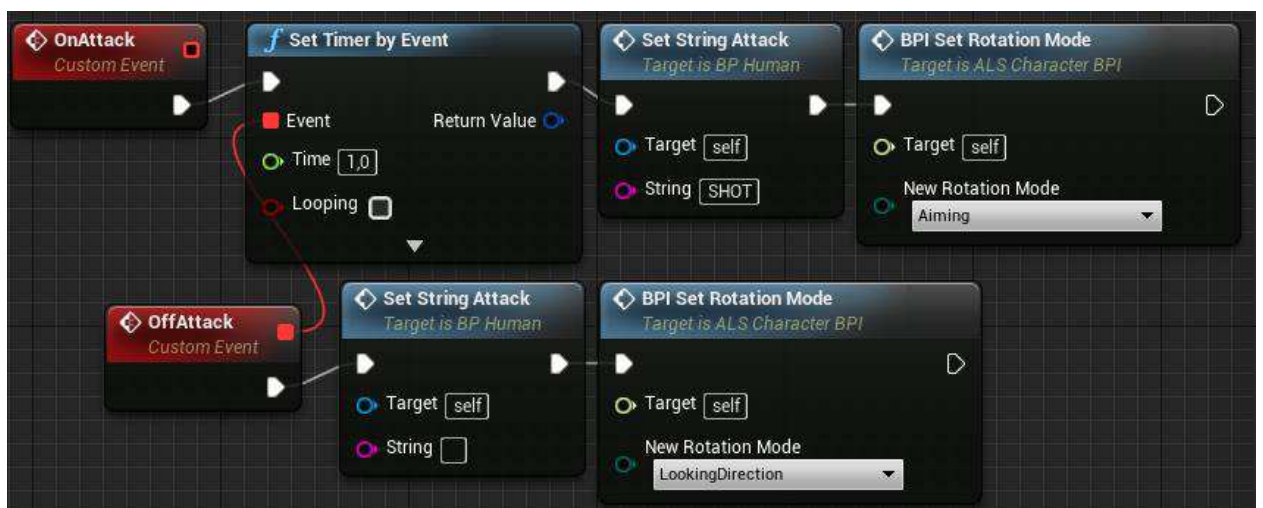 OnAttack
Custom Event
f Set Timer by Event
Event
Return Value
Time 1,0
Looping
Set String Attack
Target is BP Human
Target self
String SHOT
BPI Set Rotation Mode
Target is ALS Character BPI
Target self
New Rotation Mode
Aiming
OffAttack
Custom Event
Set String Attack
Target is BP Human
Target self
String
BPI Set Rotation Mode
Target is ALS Character BPI
Target self
New Rotation Mode
LookingDirection